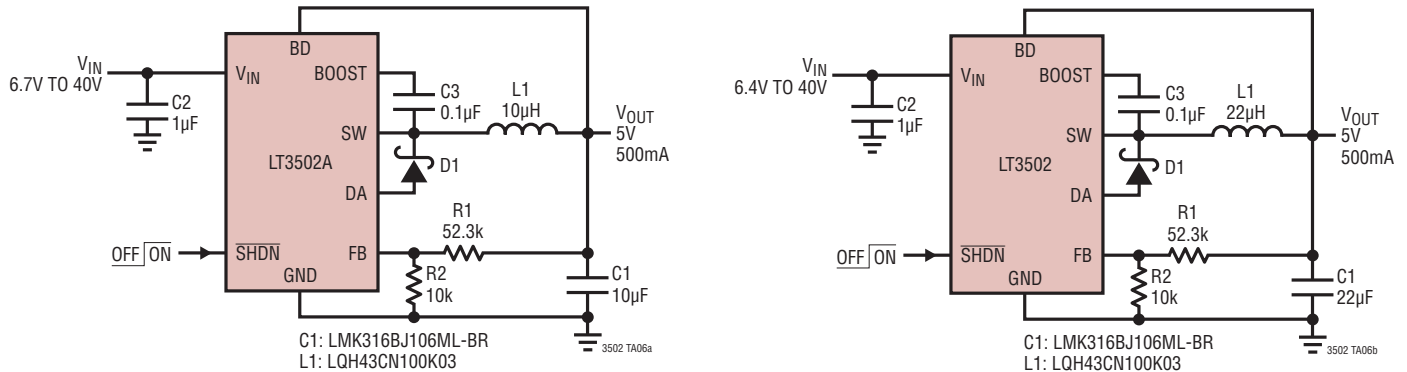 BD
V_IN
6.7V TO 40V
V_IN
BOOST
C2
1µF
C3
0.1µF
L1
10µH
V_OUT
5V
500mA
SW
LT3502A
D1
DA
R1
52.3k
OFF ON
SHDN
FB
GND
R2
10k
C1
10µF
C1: LMK316BJ106ML-BR
L1: LQH43CN100K03
3502 TA06a
BD
V_IN
6.4V TO 40V
V_IN
BOOST
C2
1µF
C3
0.1µF
L1
22µH
V_OUT
5V
500mA
SW
LT3502
D1
DA
R1
52.3k
OFF ON
SHDN
FB
GND
R2
10k
C1
22µF
C1: LMK316BJ106ML-BR
L1: LQH43CN100K03
3502 TA06b